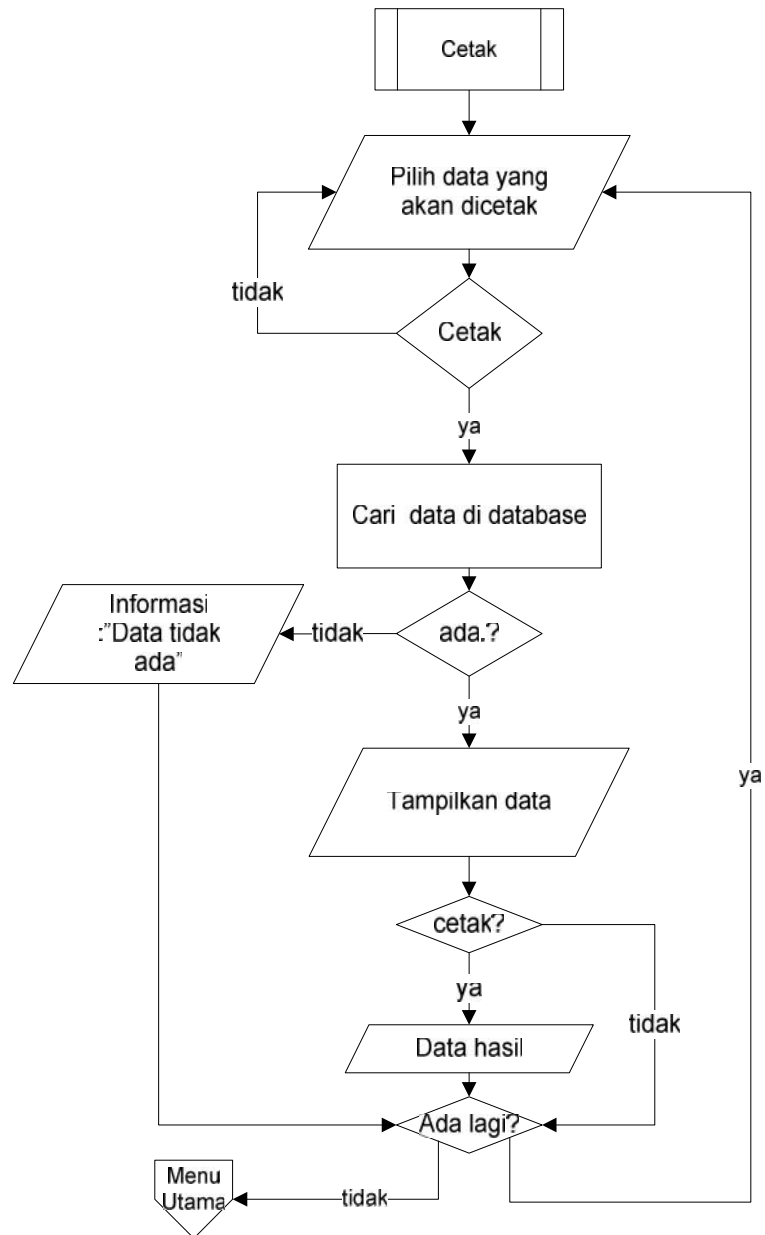 Cetak
Pilih data yang
akan dicetak
tidak
Cetak
ya
Cari data di database
Informasi
:"Data tidak
ada"
tidak
ada.?
ya
Tampilkan data
ya
cetak?
ya
tidak
Data hasil
Ada lagi?
Menu
Utama
tidak